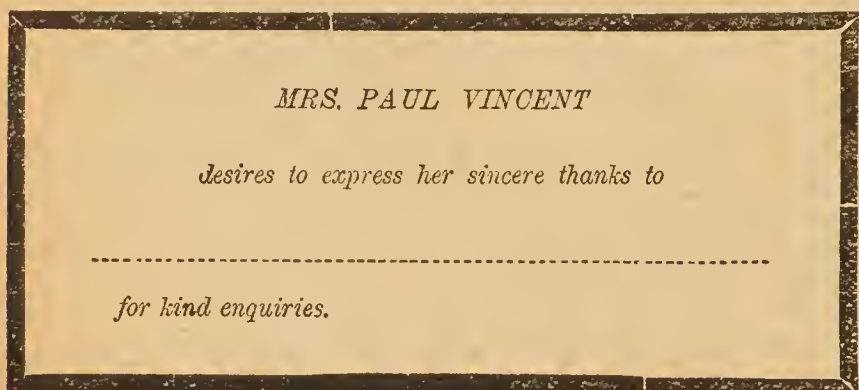 MRS. PAUL VINCENT
desires to express her sincere thanks to
for kind enquiries.